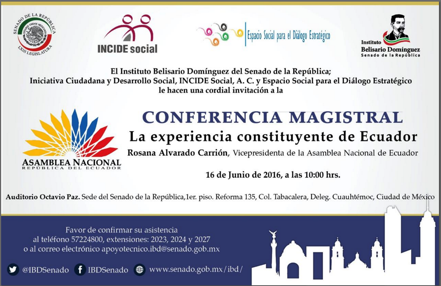 SENADO DE LA REPÚBLICA
LXIII LEGISLATURA
INCIDE social
Espacio Social para el Diálogo Estratégico
Instituto
Belisario Domínguez
Senado de la República
El Instituto Belisario Domínguez del Senado de la República;
Iniciativa Ciudadana y Desarrollo Social, INCIDE Social, A. C. y Espacio Social para el Diálogo Estratégico
le hacen una cordial invitación a la
CONFERENCIA MAGISTRAL
La experiencia constituyente de Ecuador
Rosana Alvarado Carrión, Vicepresidenta de la Asamblea Nacional de Ecuador
ASAMBLEA NACIONAL
REPÚBLICA DEL ECUADOR
16 de Junio de 2016, a las 10:00 hrs.
Auditorio Octavio Paz. Sede del Senado de la República,1er. piso. Reforma 135, Col. Tabacalera, Deleg. Cuauhtémoc, Ciudad de México
Favor de confirmar su asistencia
al teléfono 57224800, extensiones: 2023, 2024 y 2027
o al correo electrónico apoyotecnico.ibd@senado.gob.mx
@IBDSenado
IBDSenado
www.senado.gob.mx/ibd/